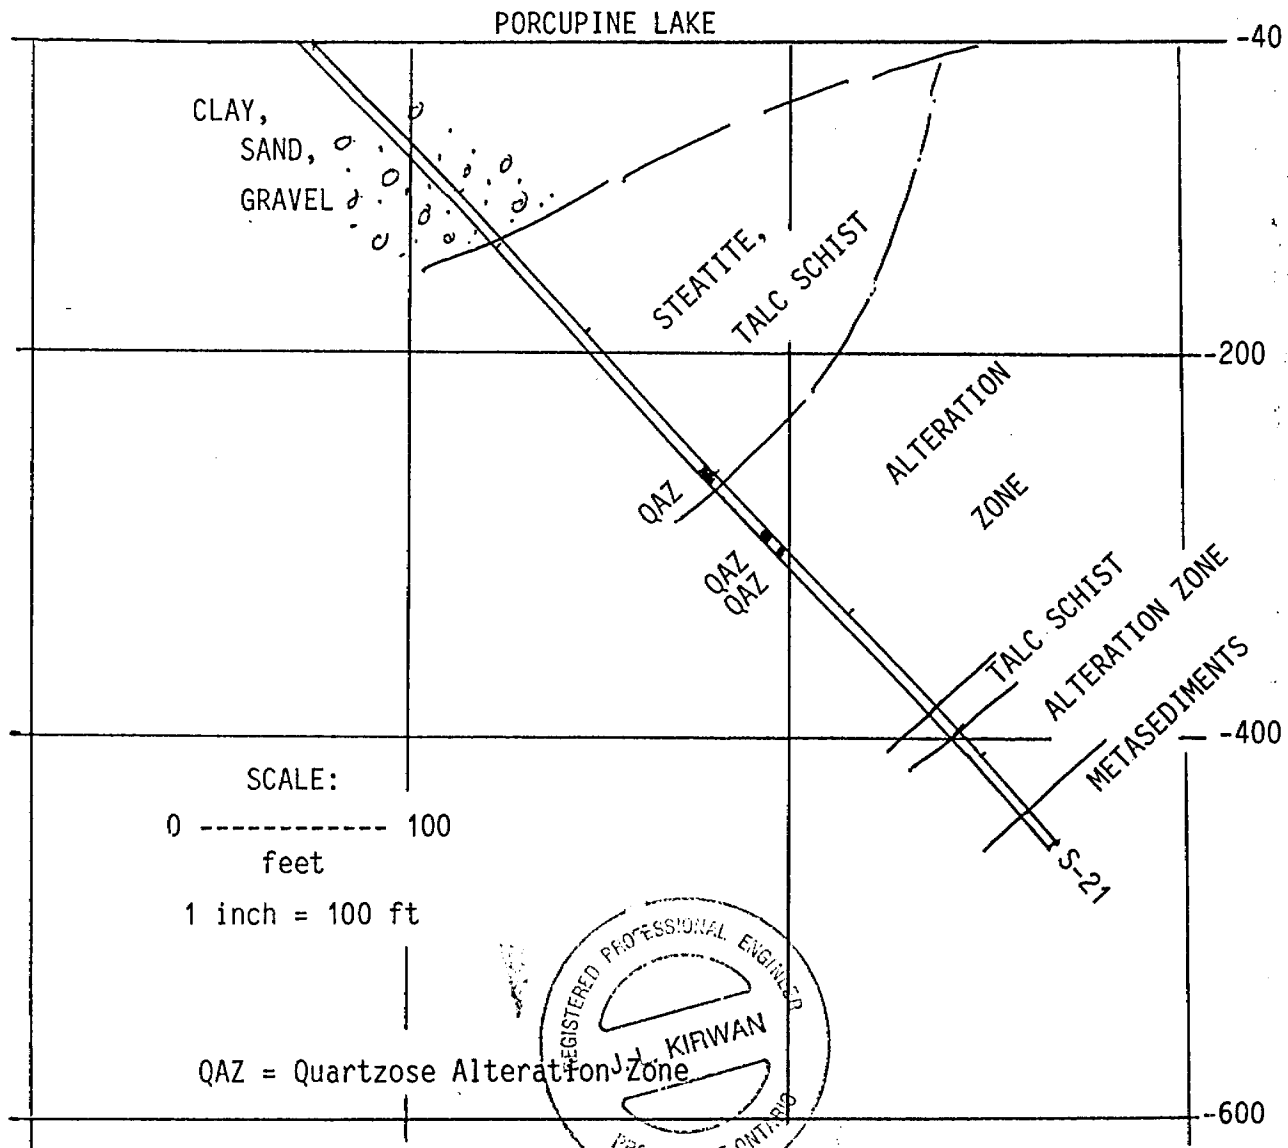 PORCUPINE LAKE
-40
CLAY,
SAND,
GRAVEL
STEATITE,
TALC SCHIST
-200
ALTERATION
ZONE
QAZ
QAZ
QAZ
TALC SCHIST
ALTERATION ZONE
METASEDIMENTS
-400
S-21
SCALE:
0 ------------- 100
feet
1 inch = 100 ft
REGISTERED PROFESSIONAL ENGINEER
J.L. KIRWAN
QAZ = Quartzose Alteration Zone
ONTARIO
-600